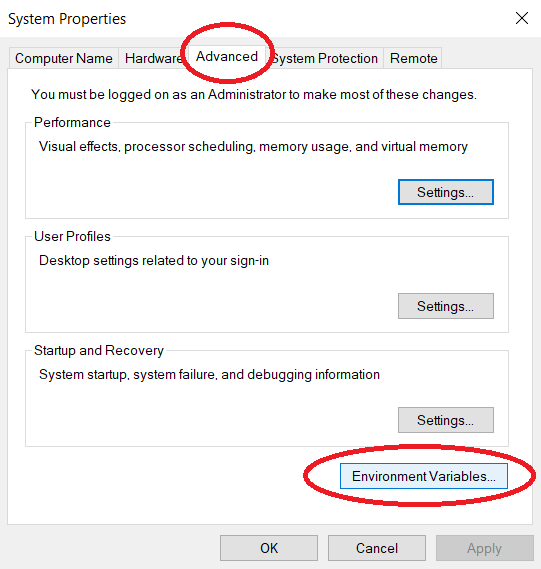 System Properties
Computer Name Hardware Advanced System Protection Remote
You must be logged on as an Administrator to make most of these changes.
Performance
Visual effects, processor scheduling, memory usage, and virtual memory
Settings...
User Profiles
Desktop settings related to your sign-in
Settings...
Startup and Recovery
System startup, system failure, and debugging information
Settings...
Environment Variables...
OK Cancel Apply